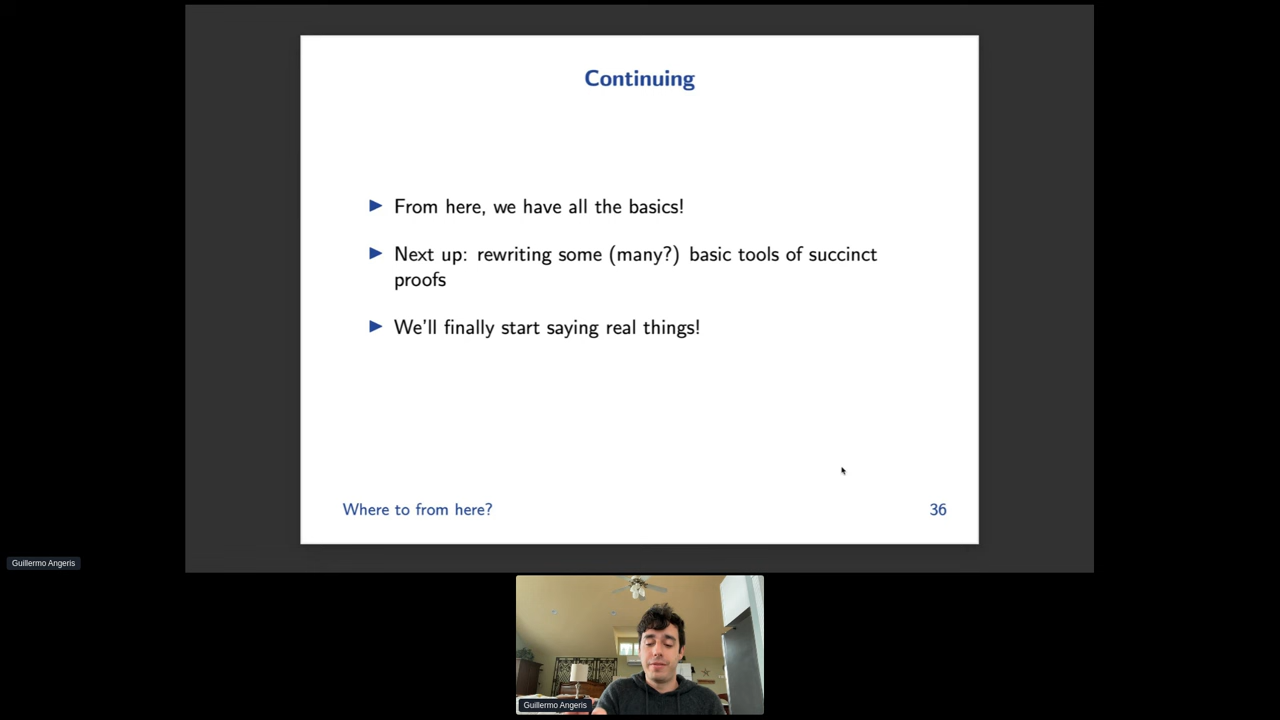 Continuing
From here, we have all the basics!
Next up: rewriting some (many?) basic tools of succinct
proofs
We'll finally start saying real things!
Where to from here?
36
Guillermo Angeris
Guillermo Angeris